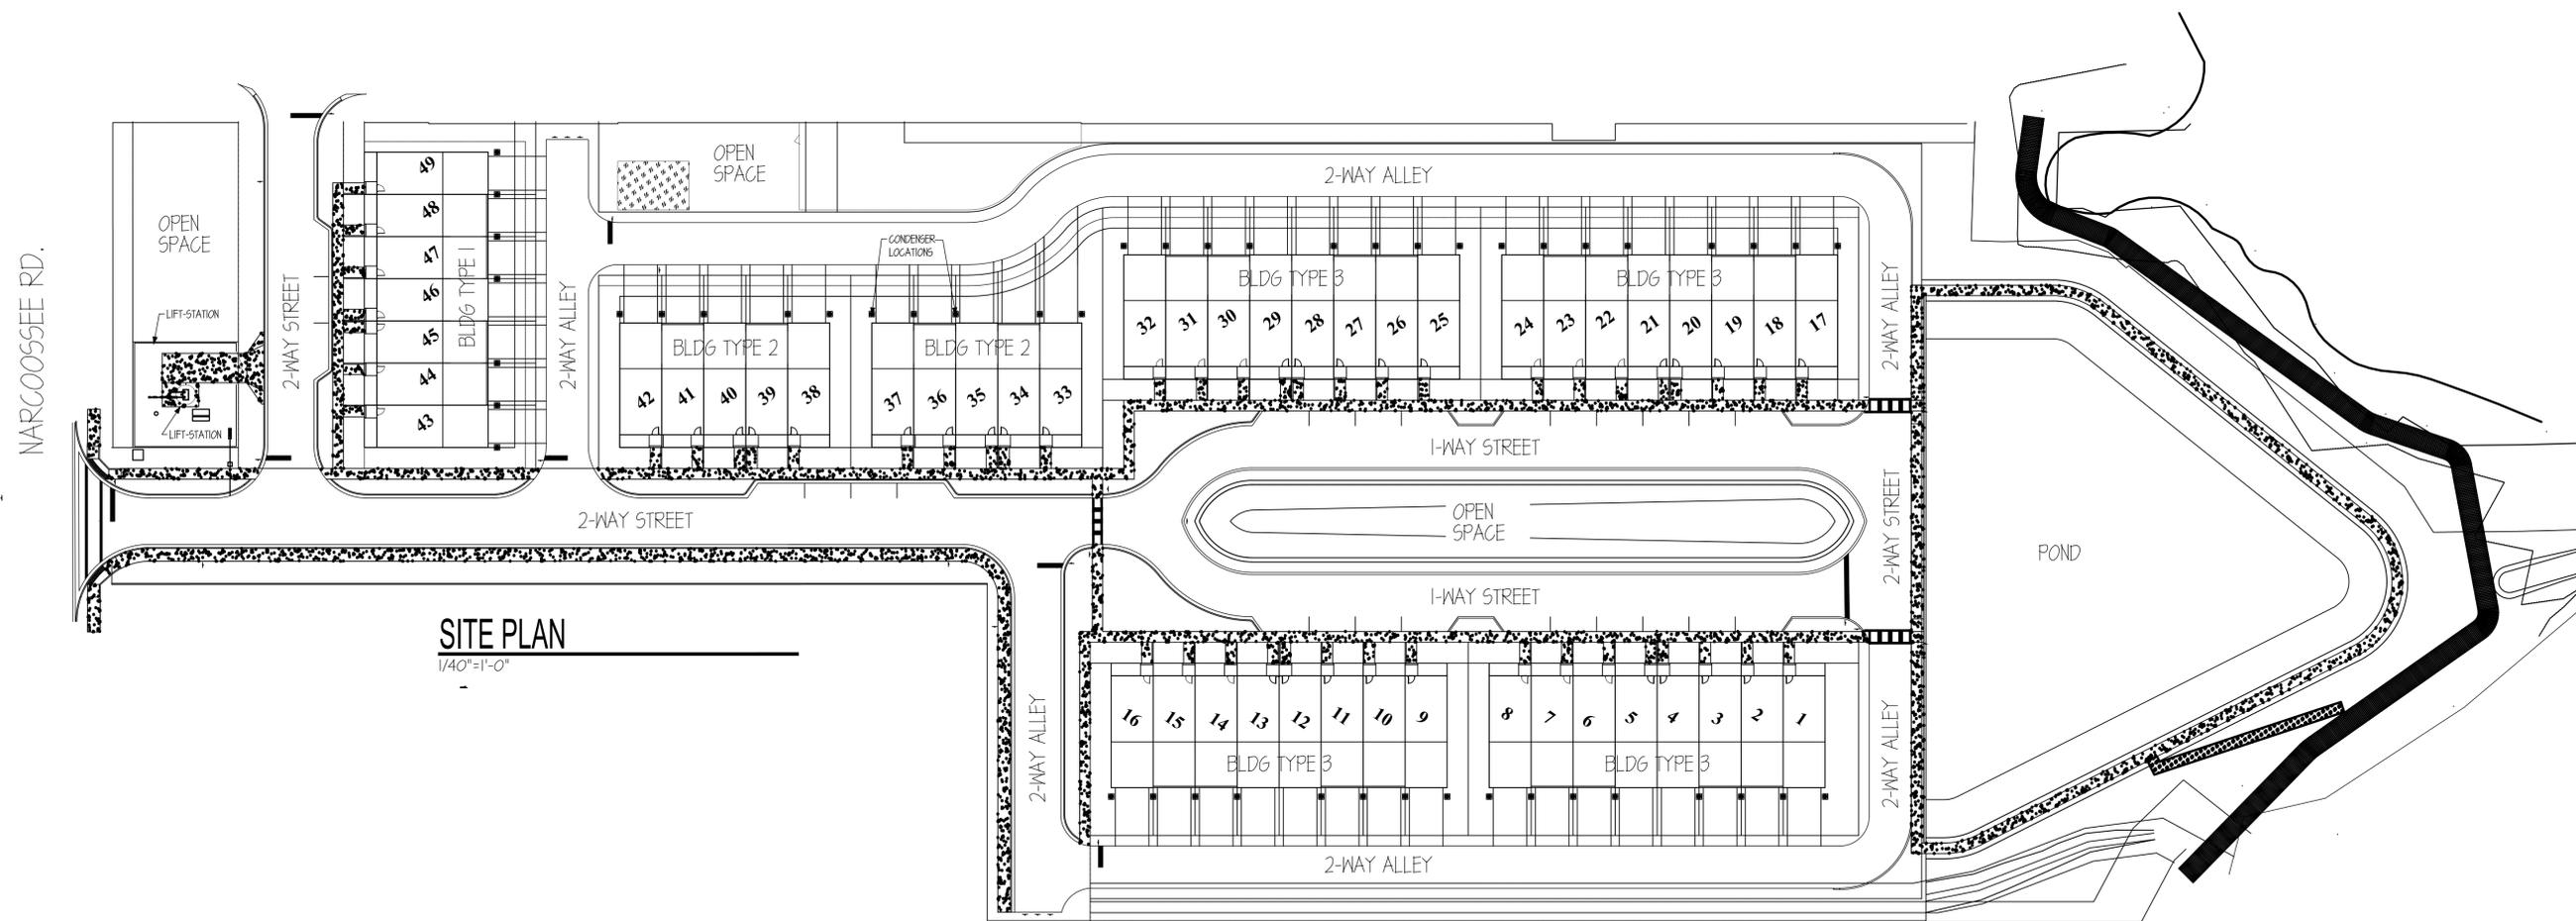 NARCOOSSEE RD.
OPEN
SPACE
LIFT-STATION
LIFT-STATION
2-WAY STREET
49
48
47
46
45
44
43
BLDG TYPE 1
2-WAY ALLEY
OPEN
SPACE
CONDENSER
LOCATIONS
BLDG TYPE 2
42
41
40
39
38
BLDG TYPE 2
37
36
35
34
33
2-WAY ALLEY
BLDG TYPE 3
32
31
30
29
28
27
26
25
BLDG TYPE 3
24
23
22
21
20
19
18
17
2-WAY ALLEY
1-WAY STREET
2-WAY STREET
OPEN
SPACE
2-WAY STREET
POND
1-WAY STREET
SITE PLAN
1/40"=1'-0"
2-WAY ALLEY
16
15
14
13
12
11
10
9
BLDG TYPE 3
8
7
6
5
4
3
2
1
BLDG TYPE 3
2-WAY ALLEY
2-WAY ALLEY